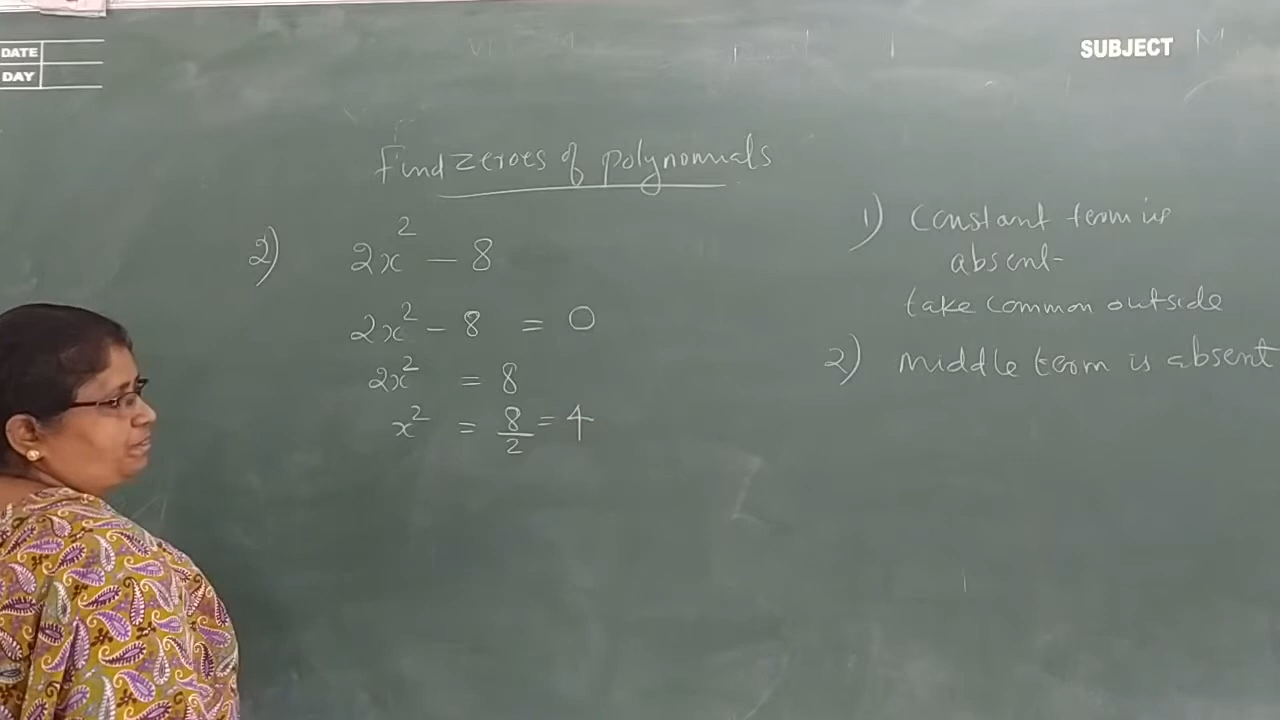 DATE
DAY
SUBJECT
Find zeroes of polynomials
2) 2x² - 8
2x² - 8 = 0
2x² = 8
x² = 8/2 = 4
1) Constant term is
absent-
take common outside
2) middle term is absent